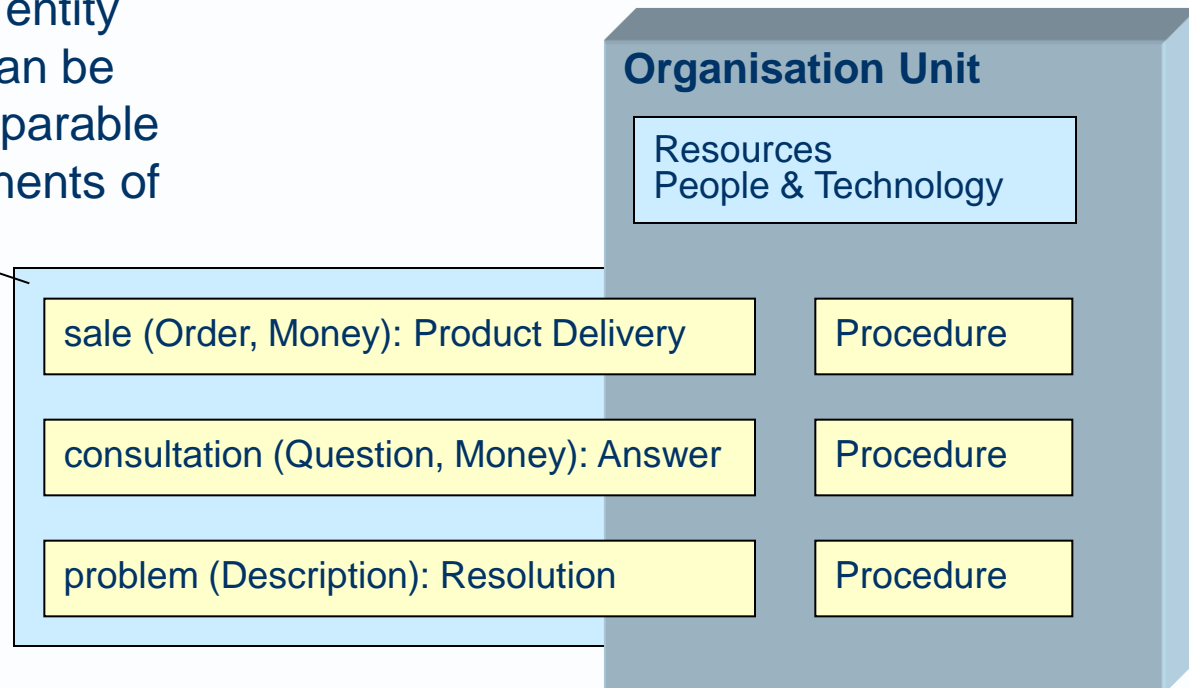 entity
an be
parable
nents of
Organisation Unit
Resources
People & Technology
sale (Order, Money): Product Delivery
Procedure
consultation (Question, Money): Answer
Procedure
problem (Description): Resolution
Procedure